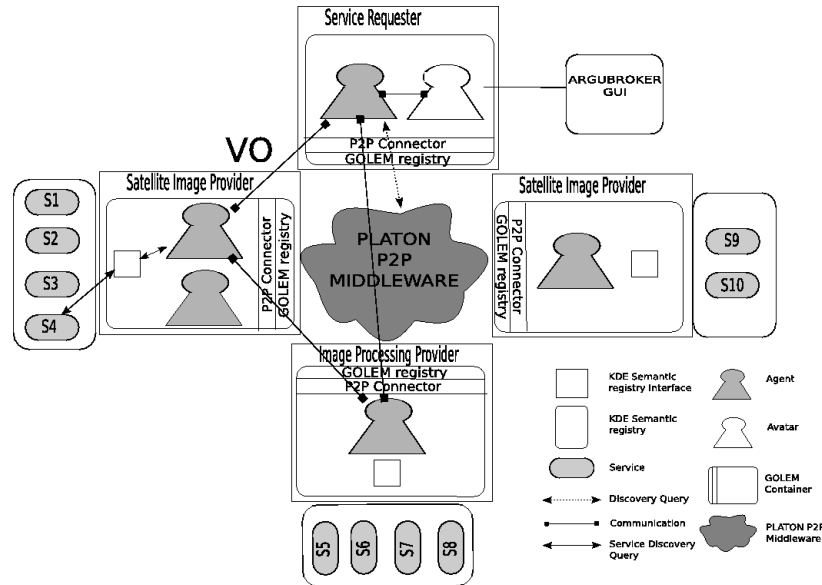 Service Requester
ARGUBROKER
GUI
P2P Connector
GOLEM registry
VO
Satellite Image Provider
S1
S2
S3
S4
P2P Connector
GOLEM registry
PLATON
P2P
MIDDLEWARE
Satellite Image Provider
P2P Connector
GOLEM registry
S9
S10
Image Processing Provider
GOLEM registry
P2P Connector
S5
S6
S7
S8
KDE Semantic
registry Interface
Agent
KDE Semantic
registry
Avatar
Service
GOLEM
Container
Discovery Query
Communication
Service Discovery
Query
PLATON P2P
Middleware